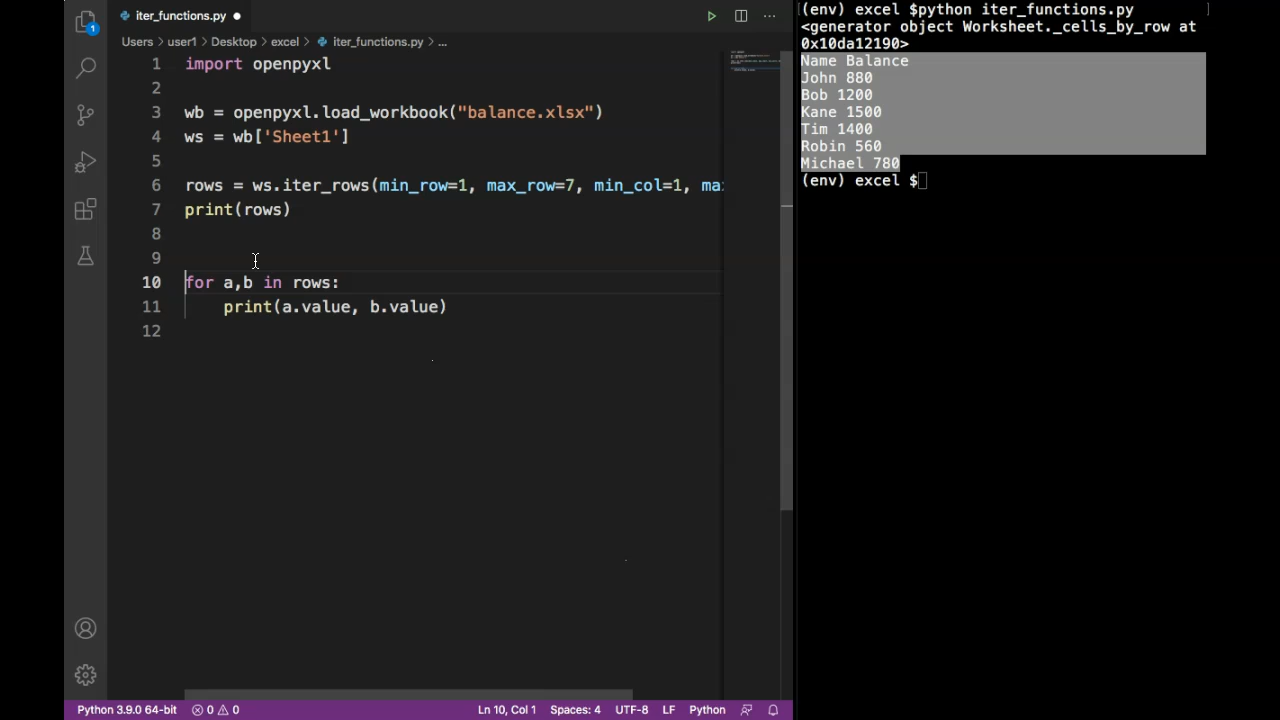 iter_functions.py
Users > user1 > Desktop > excel > iter_functions.py > ...
1 import openpyxl
2
3 wb = openpyxl.load_workbook("balance.xlsx")
4 ws = wb['Sheet1']
5
6 rows = ws.iter_rows(min_row=1, max_row=7, min_col=1, ma
7 print(rows)
8
9
10 for a,b in rows:
11 print(a.value, b.value)
12
1
Python 3.9.0 64-bit 0 0 Ln 10, Col 1 Spaces: 4 UTF-8 LF Python
(env) excel $python iter_functions.py
<generator object Worksheet._cells_by_row at
0x10da12190>
Name Balance
John 880
Bob 1200
Kane 1500
Tim 1400
Robin 560
Michael 780
(env) excel $